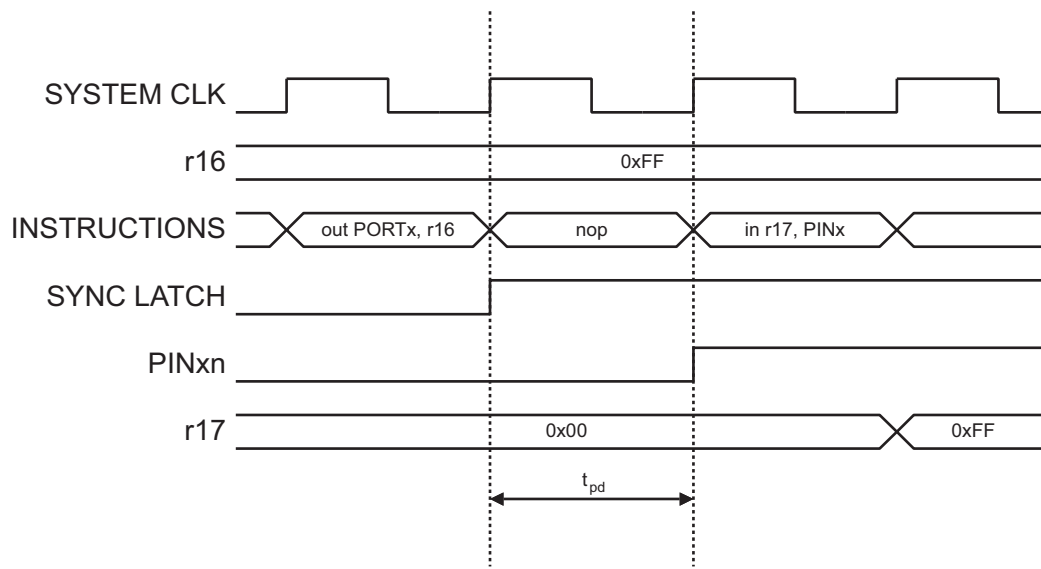 SYSTEM CLK
r16 0xFF
INSTRUCTIONS out PORTx, r16 nop in r17, PINx
SYNC LATCH
PINxn
r17 0x00 0xFF
tpd